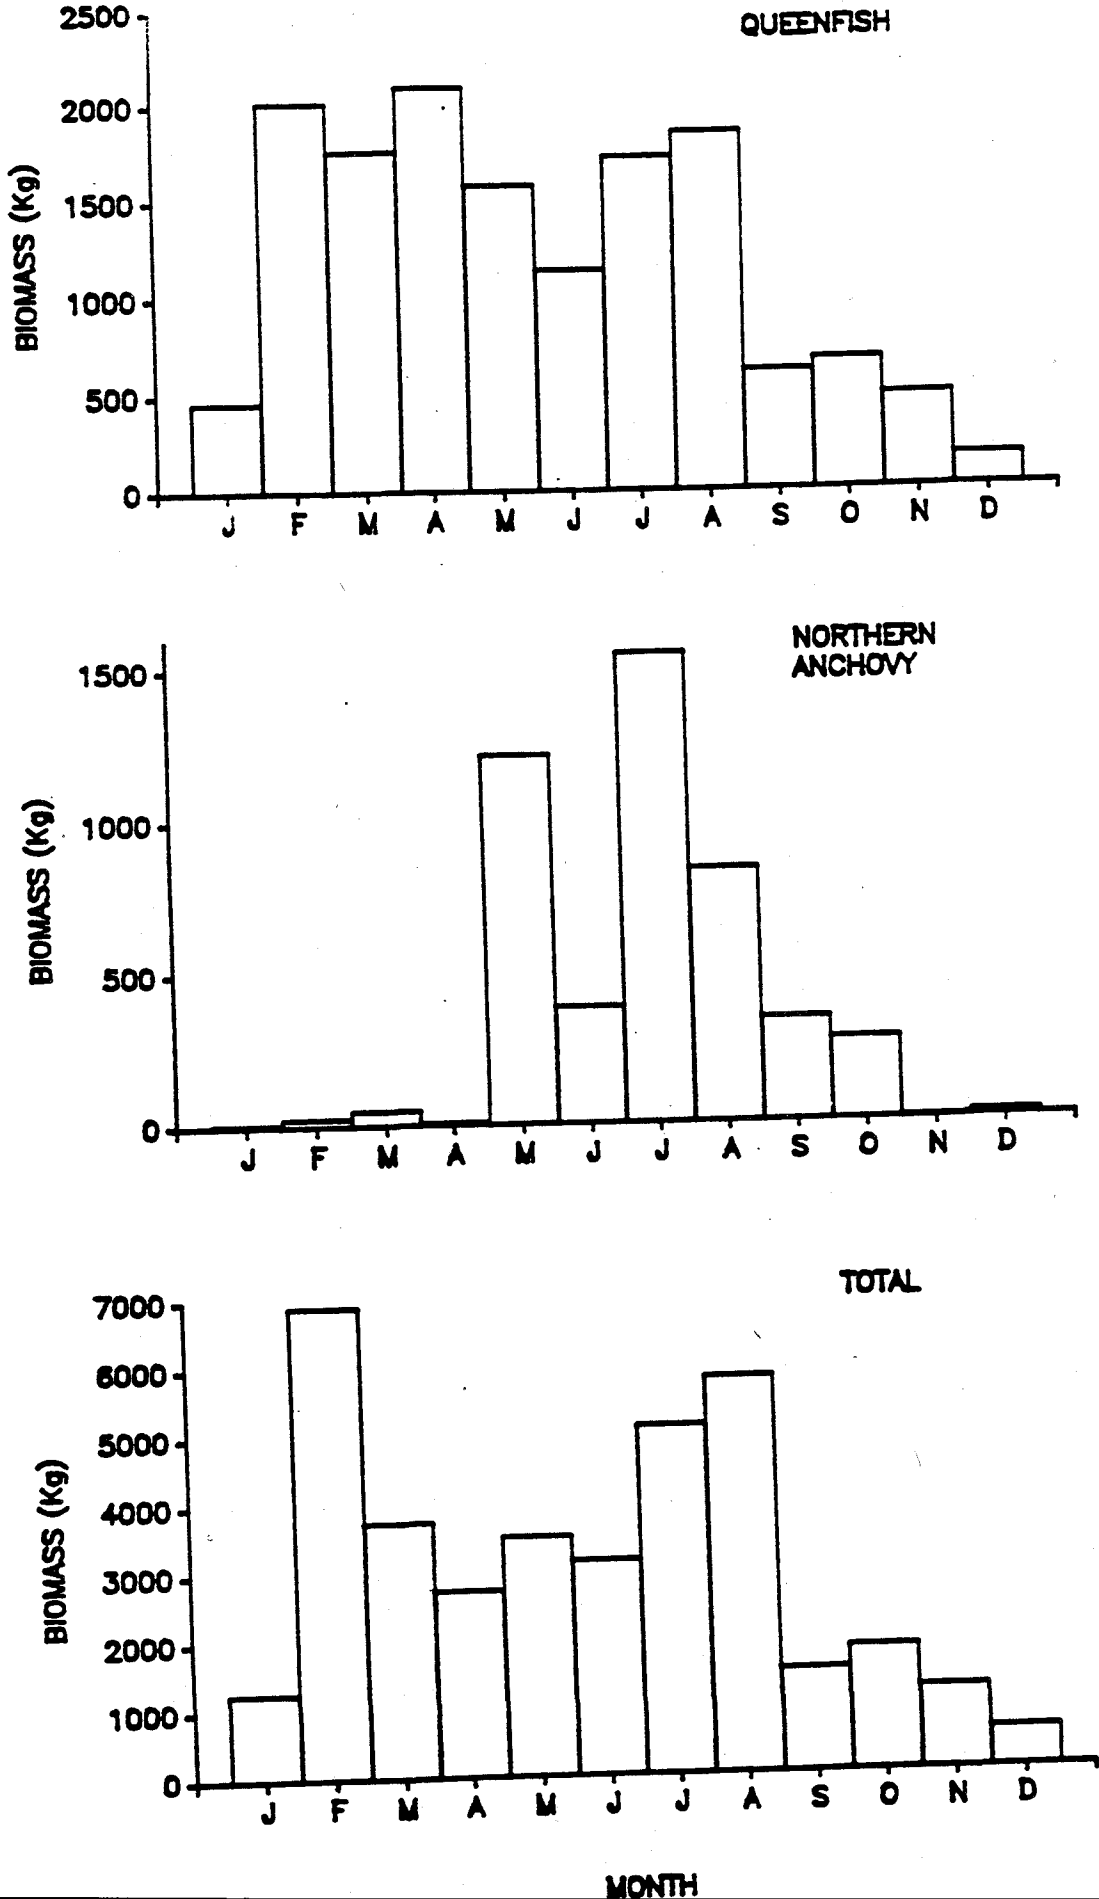 QUEENFISH
2500
2000
1500
1000
500
0
BIOMASS (Kg)
J F M A M J J A S O N D
NORTHERN
ANCHOVY
1500
1000
500
0
BIOMASS (Kg)
J F M A M J J A S O N D
TOTAL
7000
6000
5000
4000
3000
2000
1000
0
BIOMASS (Kg)
J F M A M J J A S O N D
MONTH